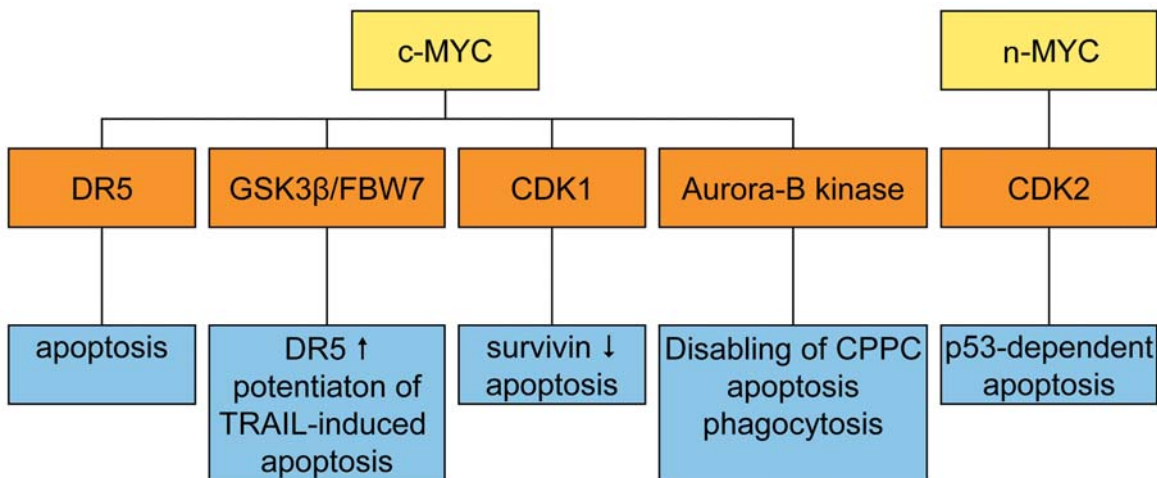 c-MYC
n-MYC
DR5
GSK3β/FBW7
CDK1
Aurora-B kinase
CDK2
apoptosis
DR5 ↑
potentiaton of
TRAIL-induced
apoptosis
survivin ↓
apoptosis
Disabling of CPPC
apoptosis
phagocytosis
p53-dependent
apoptosis